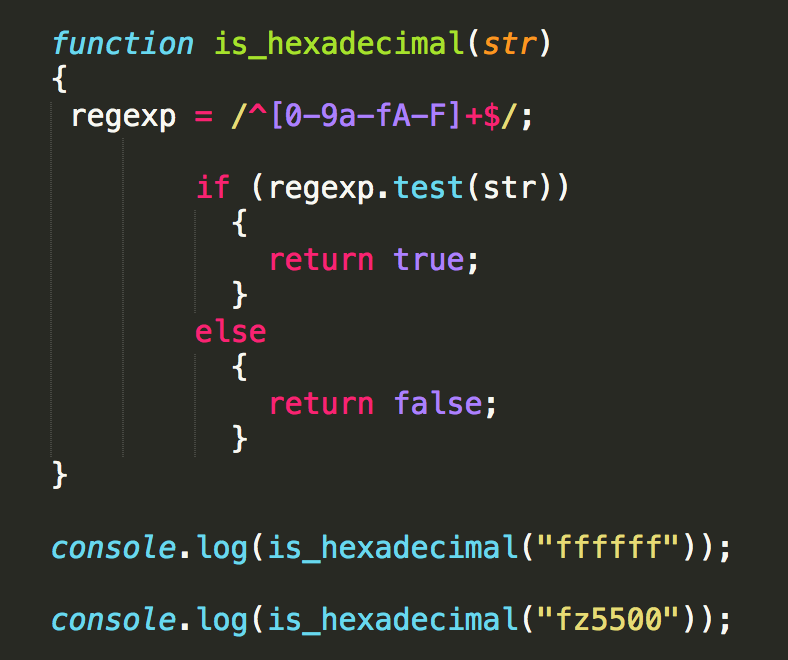 function is_hexadecimal(str)
{
regexp = /^[0-9a-fA-F]+$/;
if (regexp.test(str))
{
return true;
}
else
{
return false;
}
}
console.log(is_hexadecimal("ffffff"));
console.log(is_hexadecimal("fz5500"));